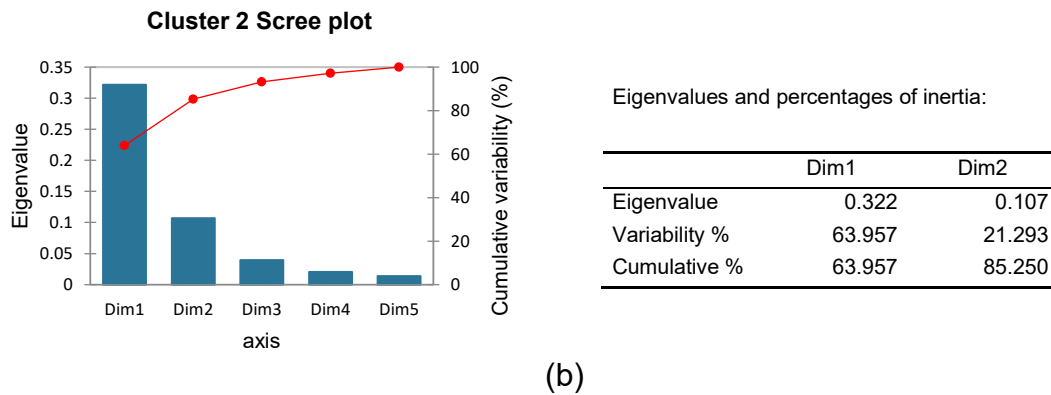 Cluster 2 Scree plot
0.35
0.3
0.25
0.2
0.15
0.1
0.05
0
Eigenvalue
100
80
60
40
20
0
Cumulative variability (%)
Dim1 Dim2 Dim3 Dim4 Dim5
axis
Eigenvalues and percentages of inertia:
Dim1 Dim2
Eigenvalue 0.322 0.107
Variability % 63.957 21.293
Cumulative % 63.957 85.250
(b)